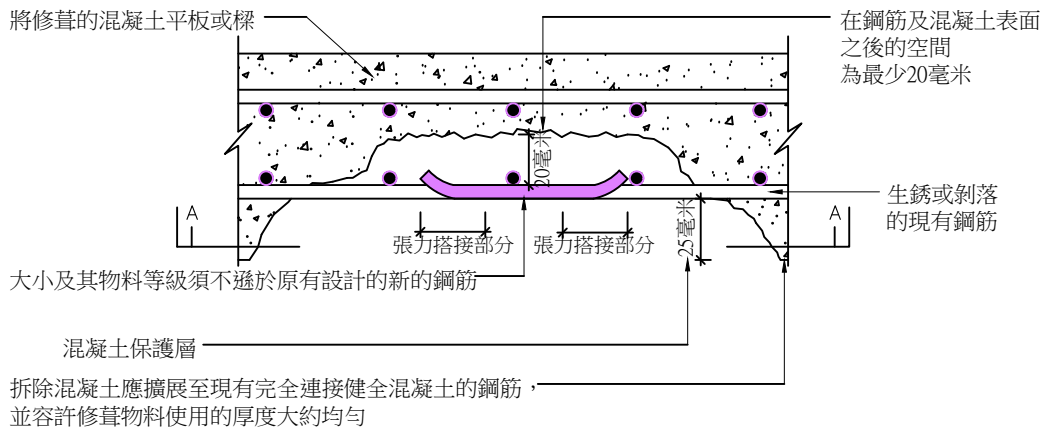 將修葺的混凝土平板或樑
在鋼筋及混凝土表面
之後的空間
為最少20毫米
20毫米
生銹或剝落
的現有鋼筋
A
A
張力搭接部分
張力搭接部分
25毫米
大小及其物料等級須不遜於原有設計的新的鋼筋
混凝土保護層
拆除混凝土應擴展至現有完全連接健全混凝土的鋼筋，
並容許修葺物料使用的厚度大約均勻